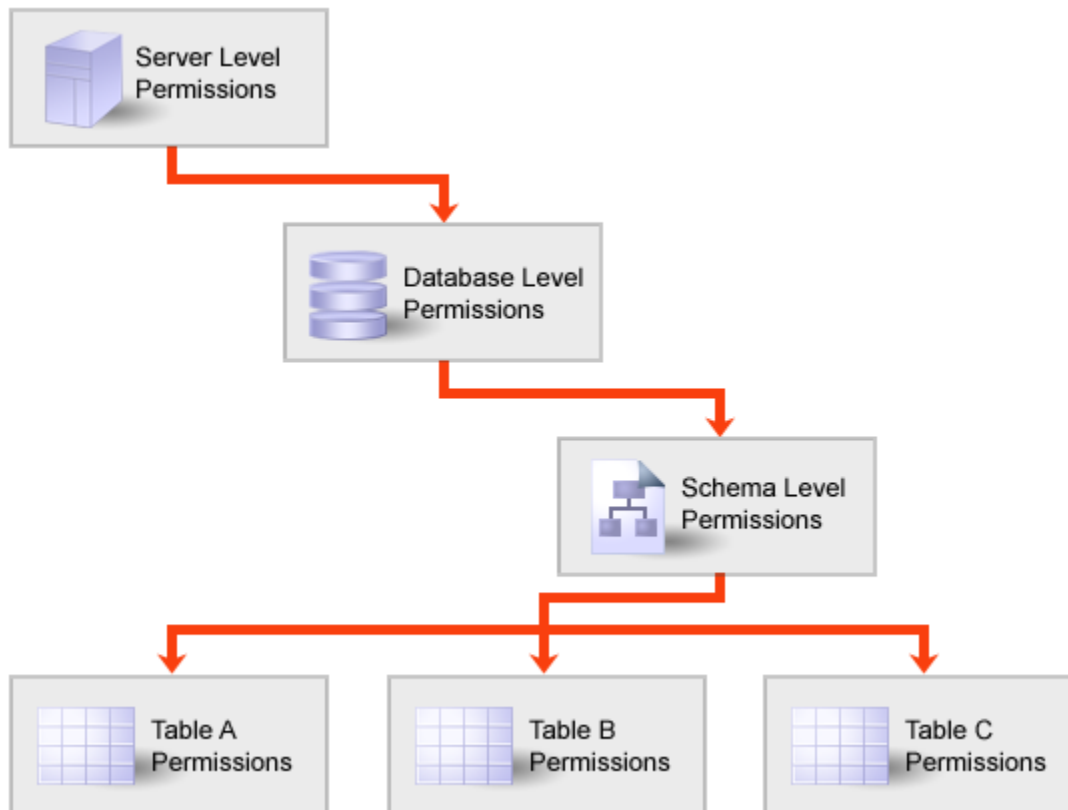 Server Level
Permissions
Database Level
Permissions
Schema Level
Permissions
Table A
Permissions
Table B
Permissions
Table C
Permissions